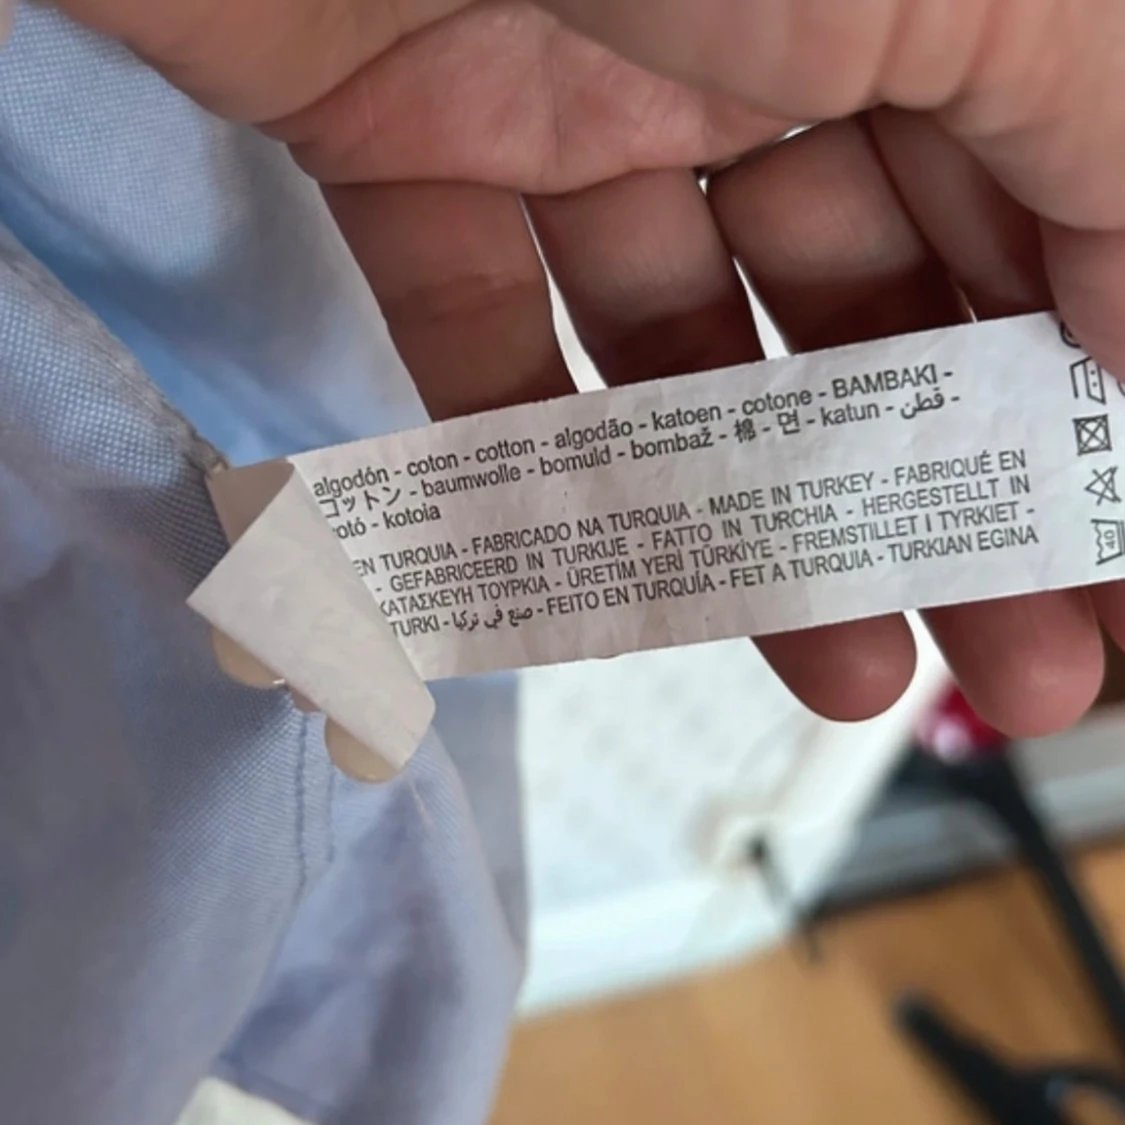 algodón - coton - cotton - algodão - katoen - cotone - BAMBAKI -
コットン - baumwolle - bomuld - bombaž - 棉 - 면 - katun - قطن -
otó - kotola
EN TURQUIA - FABRICADO NA TURQUIA - MADE IN TURKEY - FABRIQUÉ EN
- GEFABRICEERD IN TURKIJE - FATTO IN TURCHIA - HERGESTELLT IN
ΚΑΤΑΣΚΕΥΗ ΤΟΥΡΚΙΑ - ÜRETİM YERİ TÜRKİYE - FREMSTILLET I TYRKIET -
TURKI - صنع في تركيا - FEITO EN TURQUÍA - FET A TURQUIA - TURKIAN EGINA
40